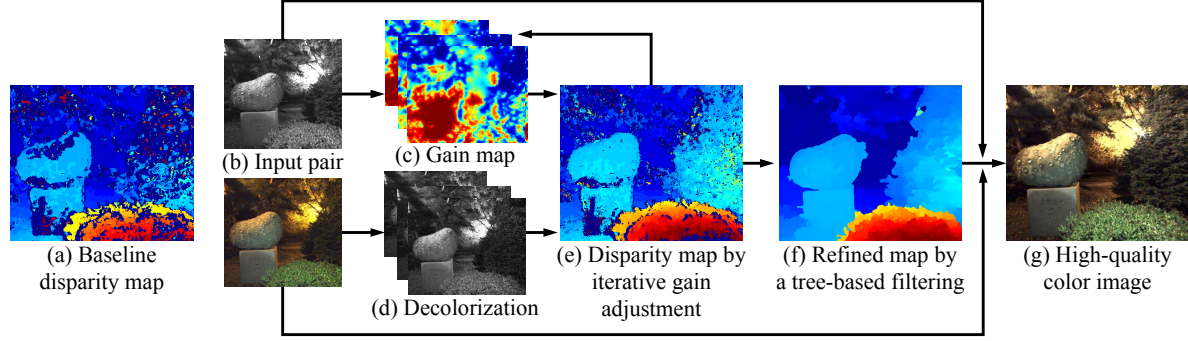 (a) Baseline
disparity map
(b) Input pair
(c) Gain map
(d) Decolorization
(e) Disparity map by
iterative gain
adjustment
(f) Refined map by
a tree-based filtering
(g) High-quality
color image